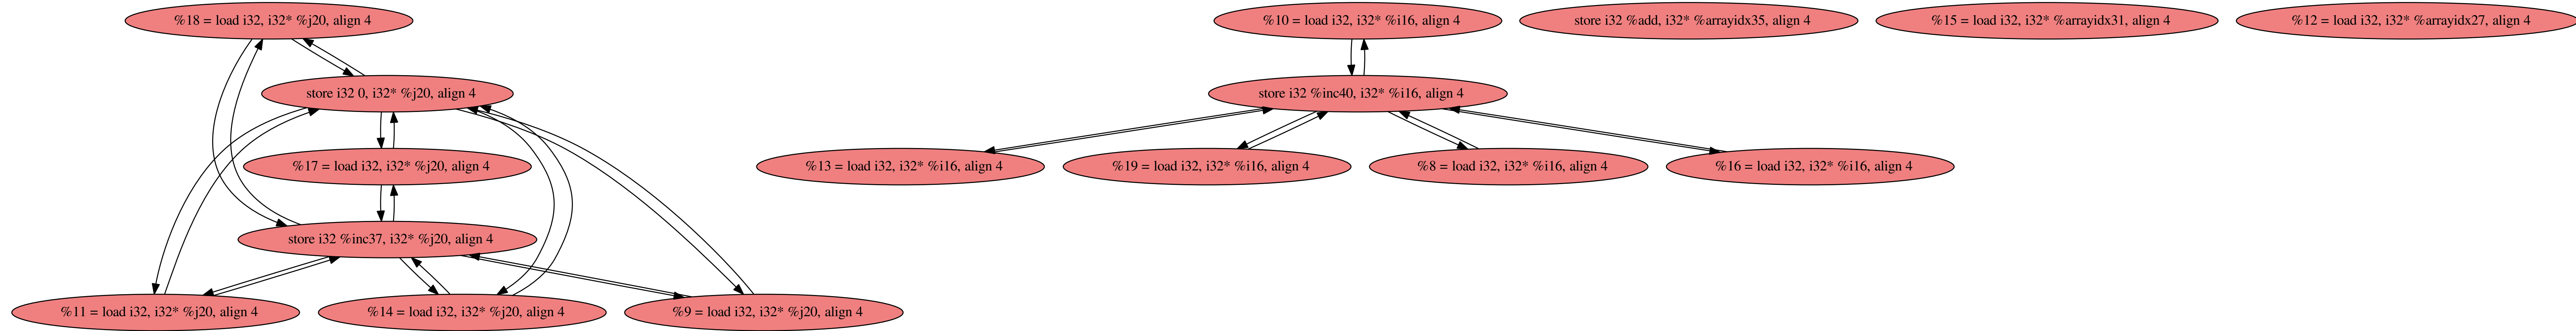 %18 = load i32, i32* %j20, align 4
%10 = load i32, i32* %i16, align 4
store i32 %add, i32* %arrayidx35, align 4
%15 = load i32, i32* %arrayidx31, align 4
%12 = load i32, i32* %arrayidx27, align 4
store i32 0, i32* %j20, align 4
store i32 %inc40, i32* %i16, align 4
%17 = load i32, i32* %j20, align 4
%13 = load i32, i32* %i16, align 4
%19 = load i32, i32* %i16, align 4
%8 = load i32, i32* %i16, align 4
%16 = load i32, i32* %i16, align 4
store i32 %inc37, i32* %j20, align 4
%11 = load i32, i32* %j20, align 4
%14 = load i32, i32* %j20, align 4
%9 = load i32, i32* %j20, align 4